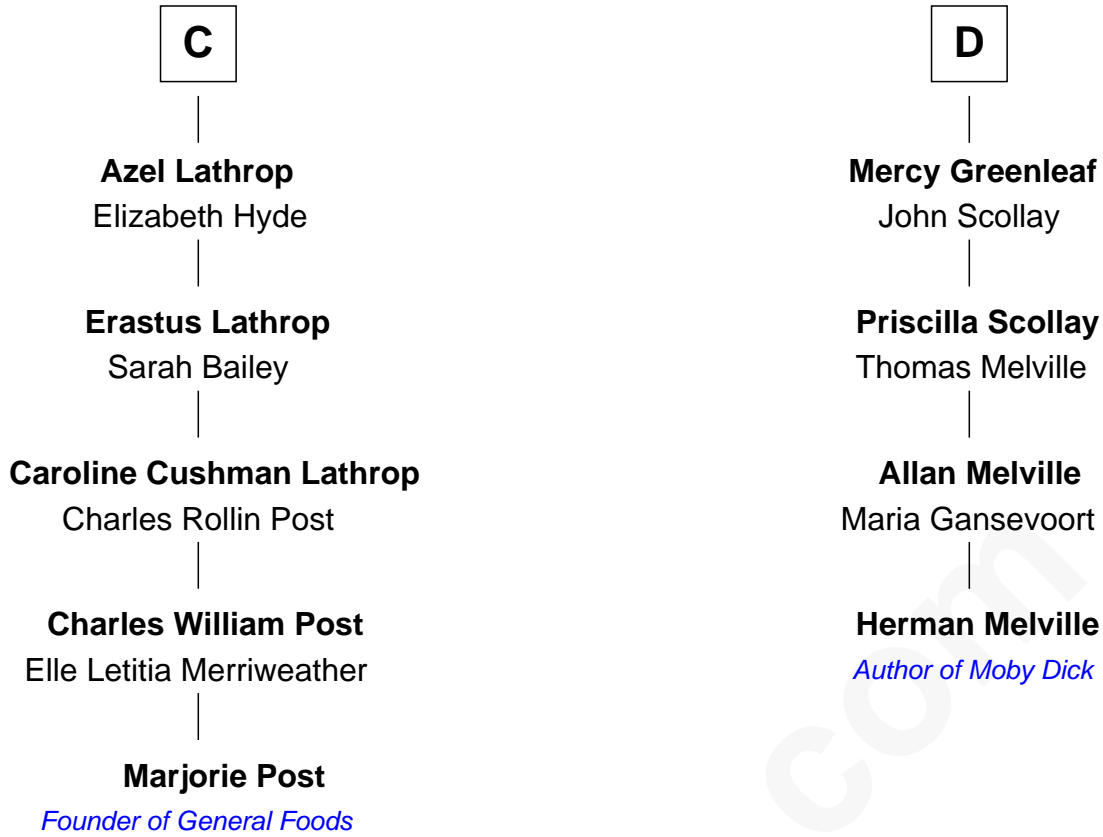 C
Azel Lathrop
Elizabeth Hyde
Erastus Lathrop
Sarah Bailey
Caroline Cushman Lathrop
Charles Rollin Post
Charles William Post
Elle Letitia Merriweather
Marjorie Post
Founder of General Foods
D
Mercy Greenleaf
John Scollay
Priscilla Scollay
Thomas Melville
Allan Melville
Maria Gansevoort
Herman Melville
Author of Moby Dick
com